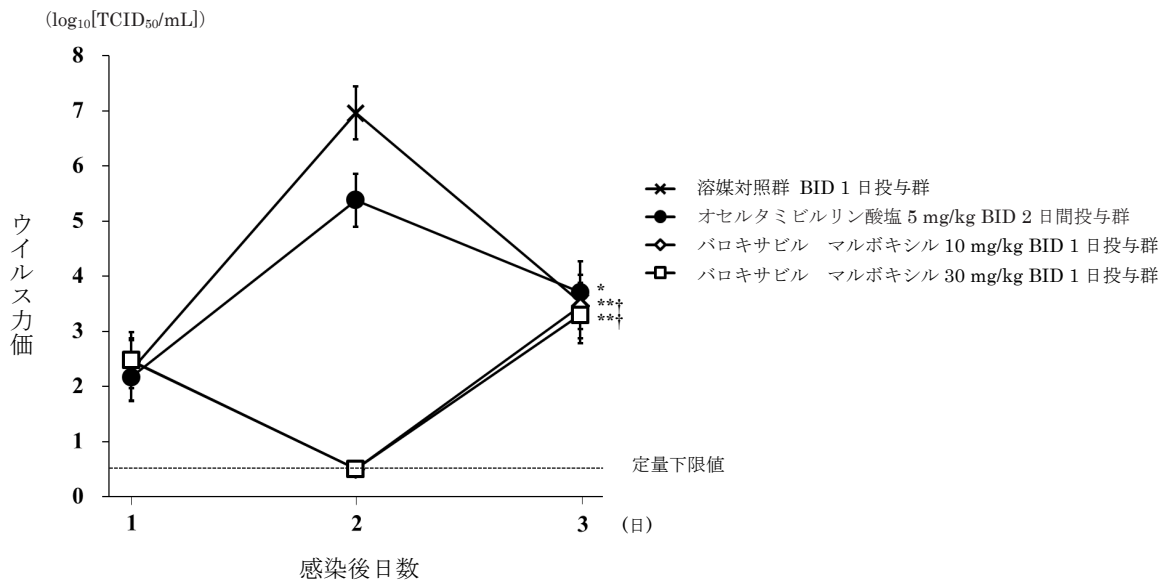 (log₁₀[TCID₅₀/mL])
8
7
6
5
4
3
2
1
0
ウイルス力価
1
2
3
(日)
感染後日数
*
**†
**†
定量下限値
溶媒対照群 BID 1 日投与群
オセルタミビルリン酸塩 5 mg/kg BID 2 日間投与群
バロキサビル マルボキシル 10 mg/kg BID 1 日投与群
バロキサビル マルボキシル 30 mg/kg BID 1 日投与群